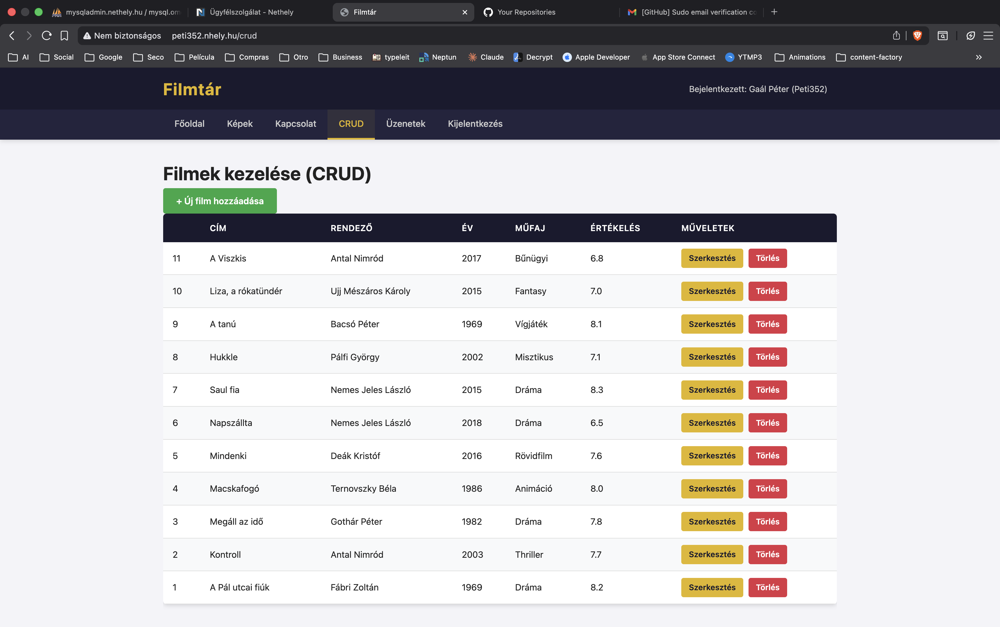 mysqladmin.nethely.hu / mysql.om
Ügyfélszolgálat - Nethely
Filmtár
Your Repositories
[GitHub] Sudo email verification co
Nem biztonságos peti352.nhely.hu/crud
AI Social Google Seco Película Compras Otro Business typeleit Neptun Claude Decrypt Apple Developer App Store Connect YTMP3 Animations content-factory
Filmtár
Bejelentkezett: Gaál Péter (Peti352)
Főoldal Képek Kapcsolat CRUD Üzenetek Kijelentkezés
Filmek kezelése (CRUD)
+ Új film hozzáadása
CÍM RENDEZŐ ÉV MŰFAJ ÉRTÉKELÉS MŰVELETEK
11 A Viszkis Antal Nimród 2017 Bűnügyi 6.8 Szerkesztés Törlés
10 Liza, a rókatündér Ujj Mészáros Károly 2015 Fantasy 7.0 Szerkesztés Törlés
9 A tanú Bacsó Péter 1969 Vígjáték 8.1 Szerkesztés Törlés
8 Hukkle Pálfi György 2002 Misztikus 7.1 Szerkesztés Törlés
7 Saul fia Nemes Jeles László 2015 Dráma 8.3 Szerkesztés Törlés
6 Napszállta Nemes Jeles László 2018 Dráma 6.5 Szerkesztés Törlés
5 Mindenki Deák Kristóf 2016 Rövidfilm 7.6 Szerkesztés Törlés
4 Macskafogó Ternovszky Béla 1986 Animáció 8.0 Szerkesztés Törlés
3 Megáll az idő Gothár Péter 1982 Dráma 7.8 Szerkesztés Törlés
2 Kontroll Antal Nimród 2003 Thriller 7.7 Szerkesztés Törlés
1 A Pál utcai fiúk Fábri Zoltán 1969 Dráma 8.2 Szerkesztés Törlés